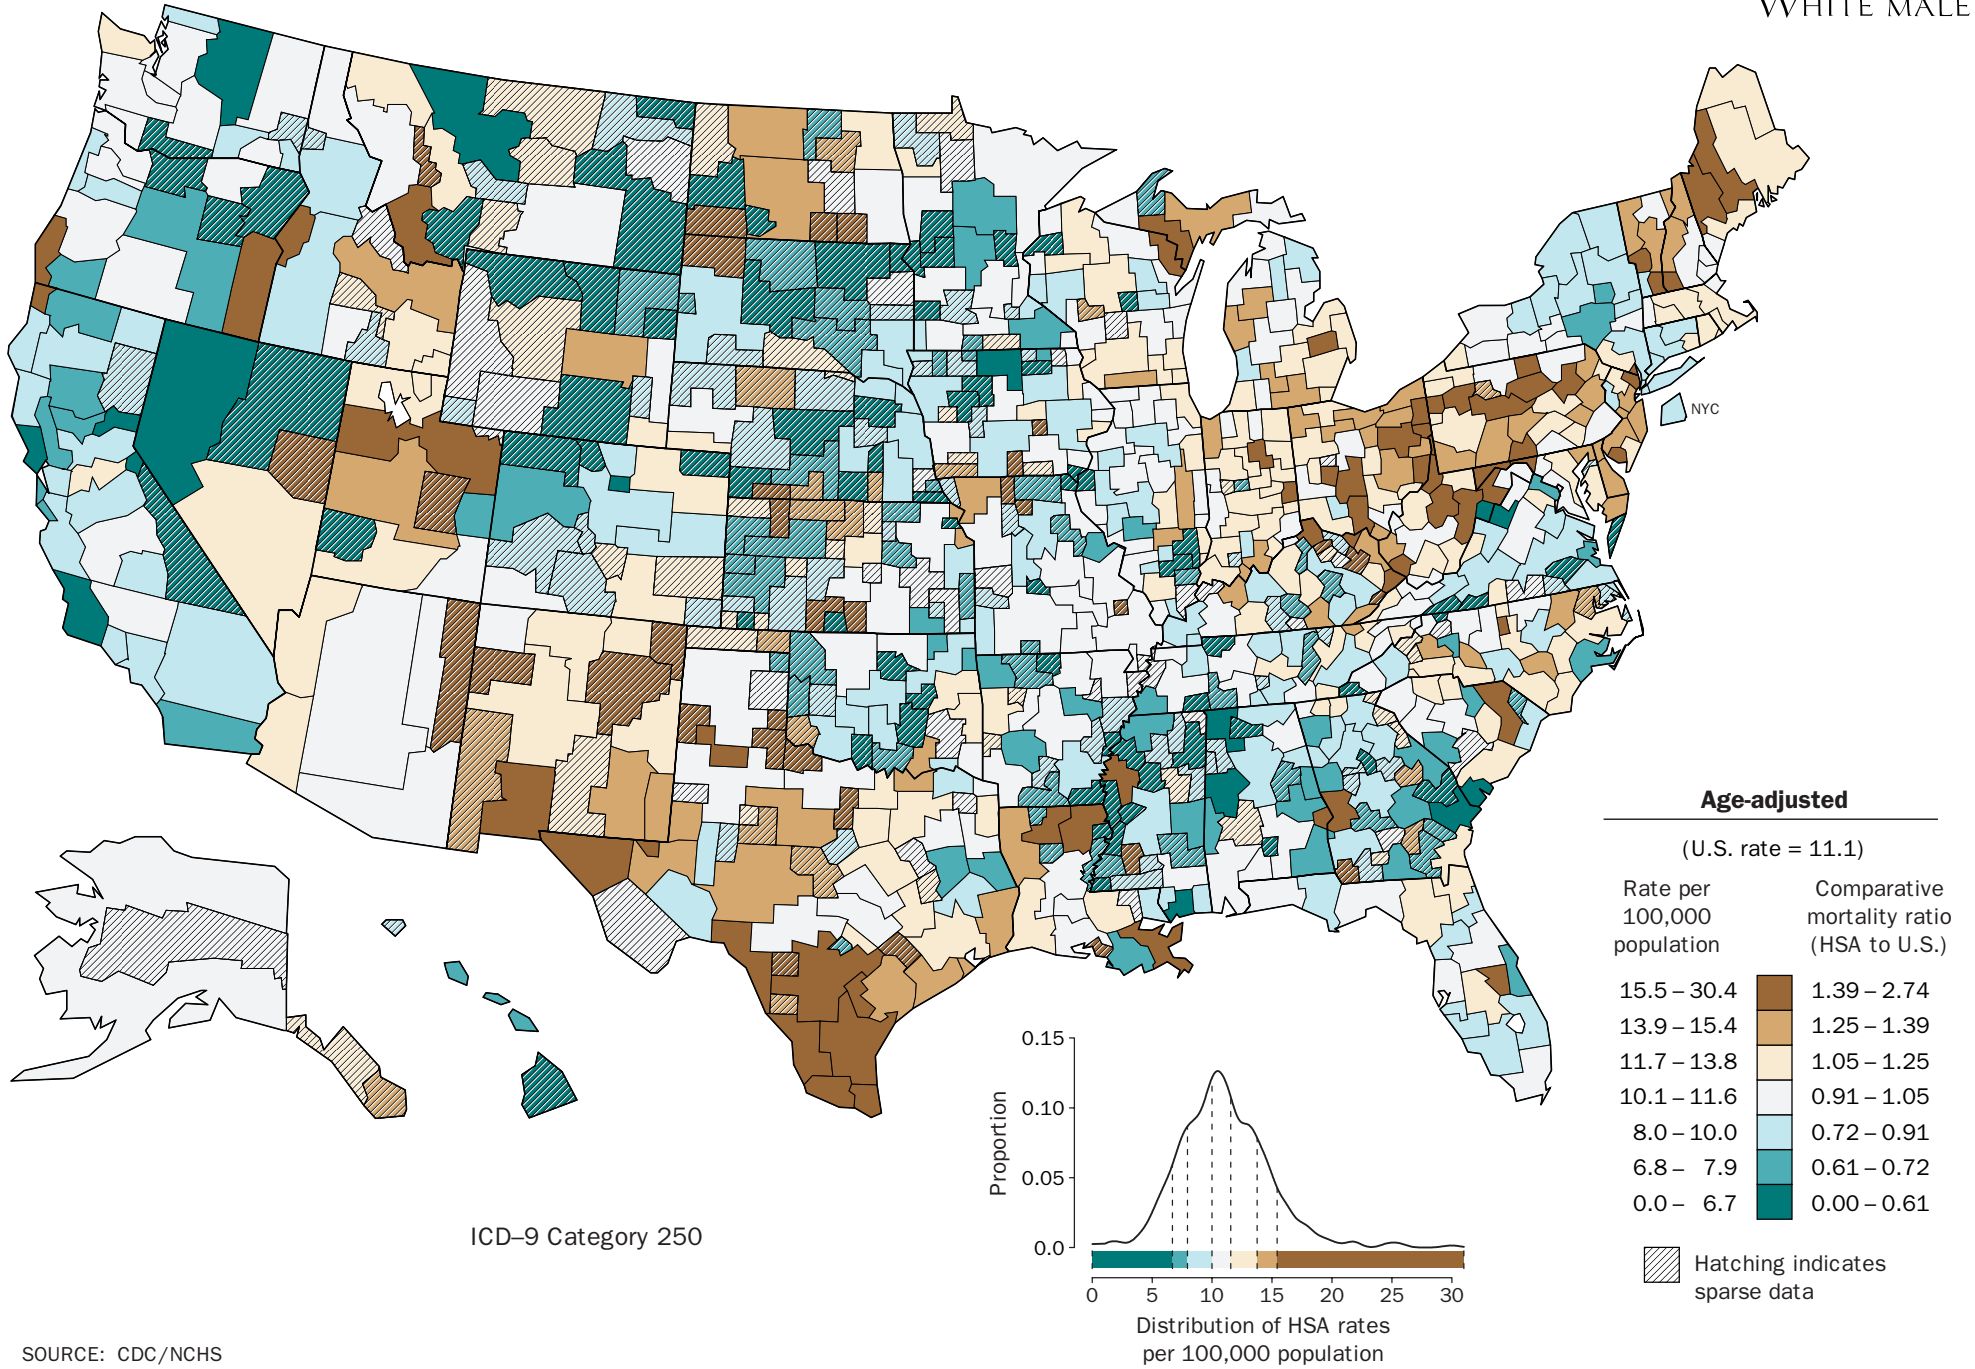 WHITE MALE
NYC
Age-adjusted
(U.S. rate = 11.1)
Rate per 100,000 population
Comparative mortality ratio (HSA to U.S.)
15.5 – 30.4 1.39 – 2.74
13.9 – 15.4 1.25 – 1.39
11.7 – 13.8 1.05 – 1.25
10.1 – 11.6 0.91 – 1.05
8.0 – 10.0 0.72 – 0.91
6.8 – 7.9 0.61 – 0.72
0.0 – 6.7 0.00 – 0.61
Hatching indicates
sparse data
0.15
0.10
0.05
0.0
Proportion
0 5 10 15 20 25 30
Distribution of HSA rates
per 100,000 population
ICD–9 Category 250
SOURCE: CDC/NCHS